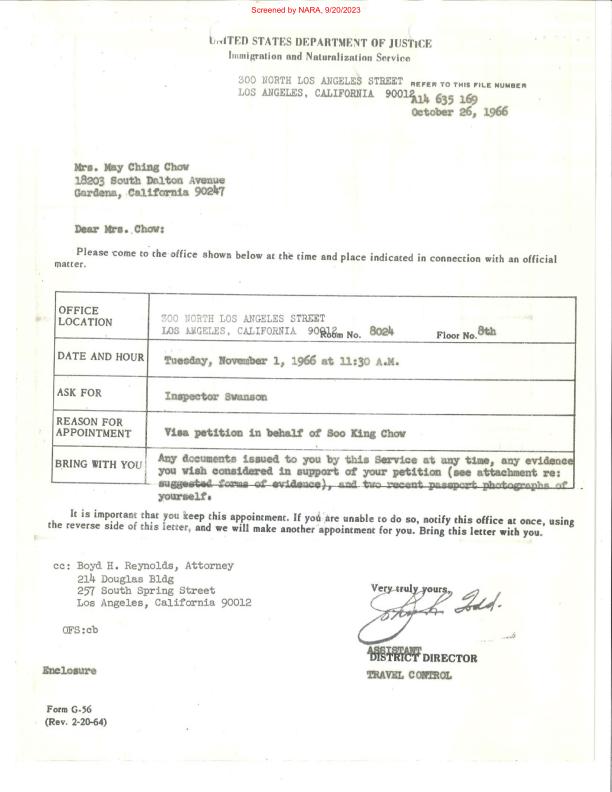 Screened by NARA, 9/20/2023
UNITED STATES DEPARTMENT OF JUSTICE
Immigration and Naturalization Service
300 NORTH LOS ANGELES STREET
LOS ANGELES, CALIFORNIA 90012
REFER TO THIS FILE NUMBER
A14 635 169
October 26, 1966
Mrs. May Ching Chow
18203 South Dalton Avenue
Gardena, California 90247
Dear Mrs. Chow:
Please come to the office shown below at the time and place indicated in connection with an official
matter.
OFFICE
LOCATION
300 NORTH LOS ANGELES STREET
LOS ANGELES, CALIFORNIA 90012 Room No. 8024 Floor No. 8th
DATE AND HOUR
Tuesday, November 1, 1966 at 11:30 A.M.
ASK FOR
Inspector Swanson
REASON FOR
APPOINTMENT
Visa petition in behalf of Soo King Chow
BRING WITH YOU
Any documents issued to you by this Service at any time, any evidence
you wish considered in support of your petition (see attachment re:
suggested forms of evidence), and two recent passport photographs of
yourself.
It is important that you keep this appointment. If you are unable to do so, notify this office at once, using
the reverse side of this letter, and we will make another appointment for you. Bring this letter with you.
cc: Boyd H. Reynolds, Attorney
214 Douglas Bldg
257 South Spring Street
Los Angeles, California 90012
OFS:cb
Very truly yours,
ASSISTANT
DISTRICT DIRECTOR
TRAVEL CONTROL
Enclosure
Form G-56
(Rev. 2-20-64)